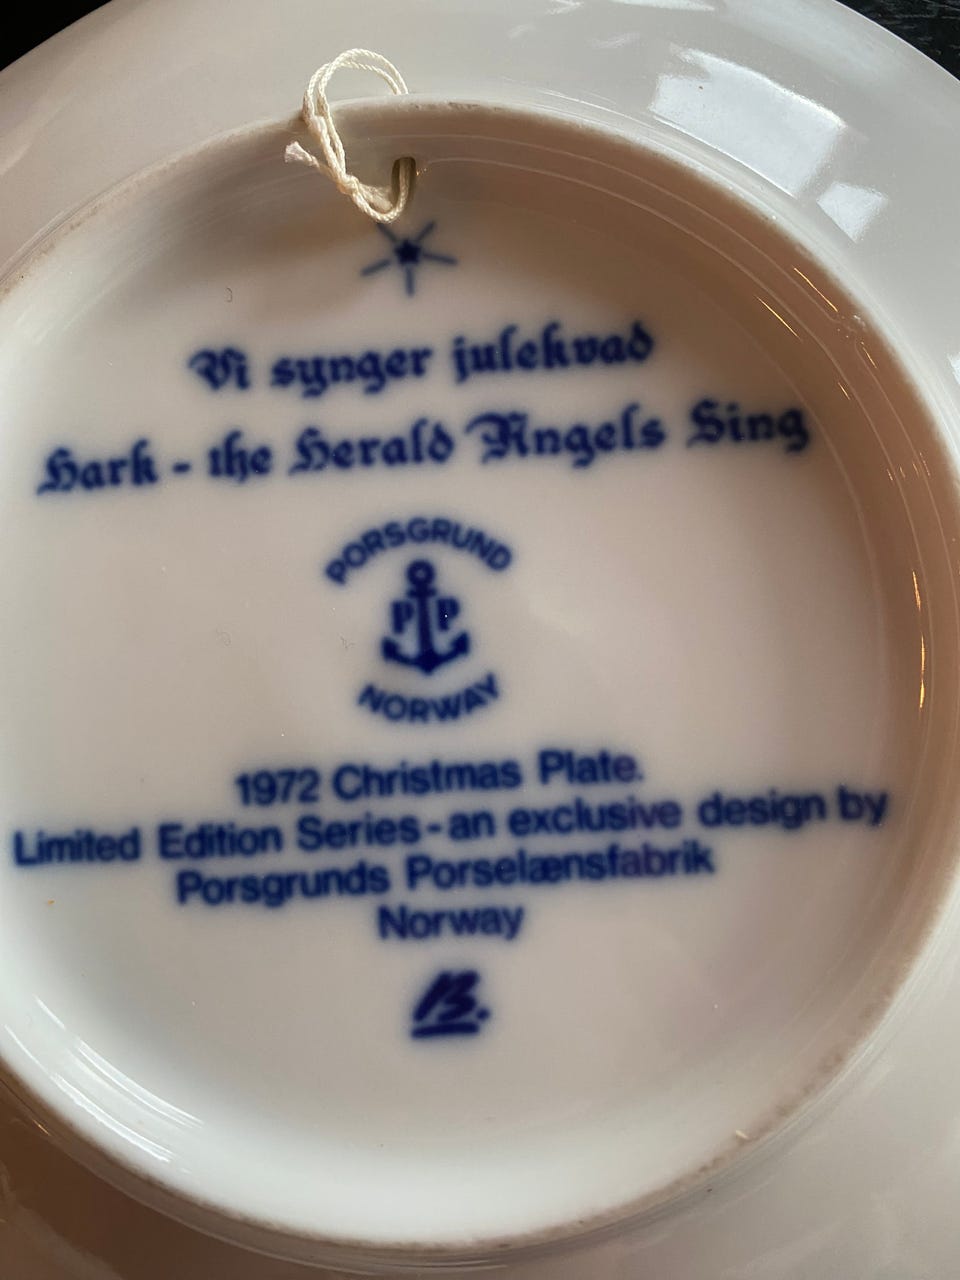 Vi synger julekvad
Hark - the Herald Angels Sing
PORSGRUND
P P
NORWAY
1972 Christmas Plate.
Limited Edition Series - an exclusive design by
Porsgrunds Porselænsfabrik
Norway
B.